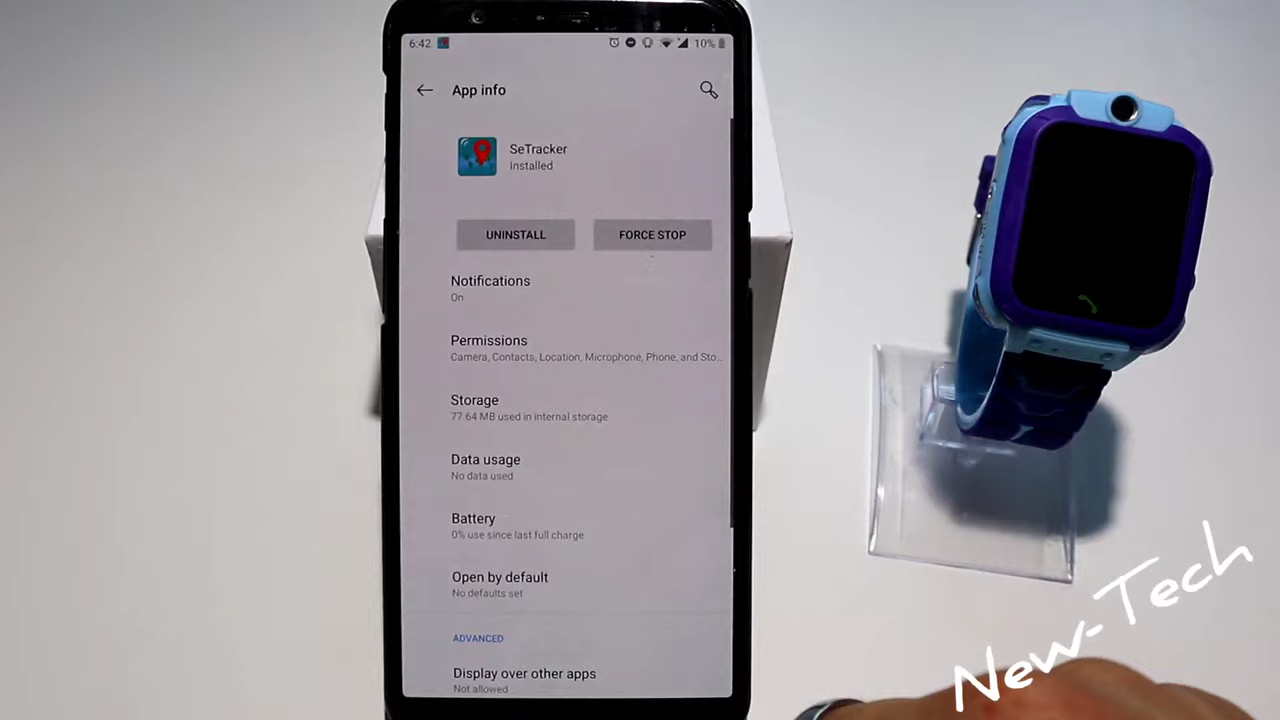 6:42 10%
App info
SeTracker
Installed
UNINSTALL FORCE STOP
Notifications
On
Permissions
Camera, Contacts, Location, Microphone, Phone, and Sto...
Storage
77.64 MB used in internal storage
Data usage
No data used
Battery
0% use since last full charge
Open by default
No defaults set
ADVANCED
Display over other apps
Not allowed
New-Tech